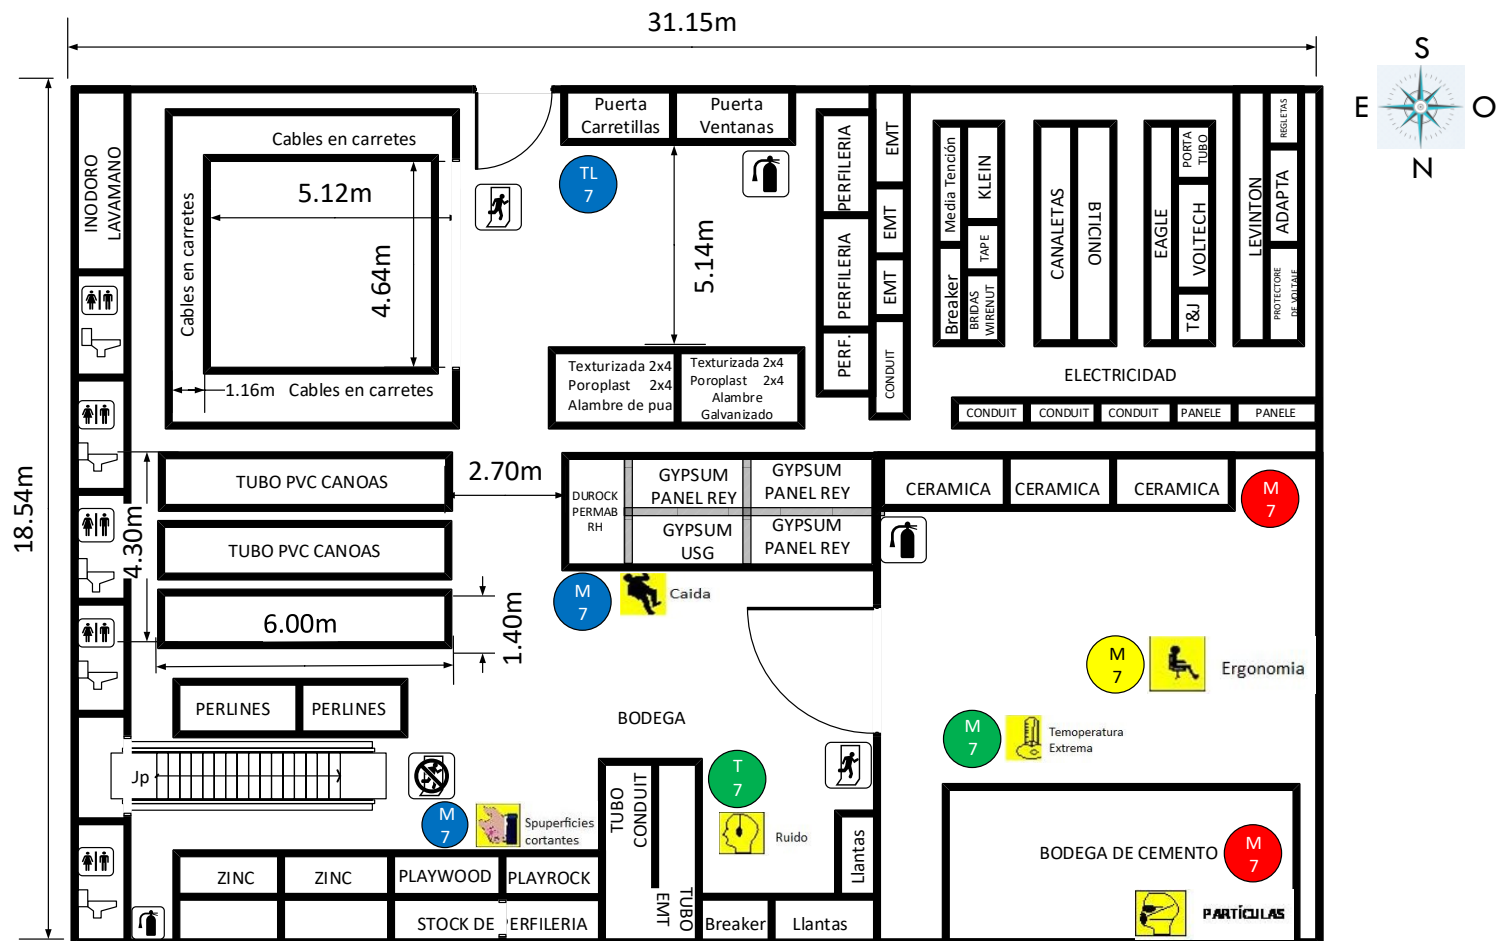 31.15m
S
E
O
N
18.54m
INODORO
LAVAMANO
Cables en carretes
Cables en carretes
5.12m
4.64m
1.16m
Cables en carretes
Puerta
Carretillas
Puerta
Ventanas
TL
7
5.14m
Texturizada 2x4
Poroplast 2x4
Alambre de pua
Texturizada 2x4
Poroplast 2x4
Alambre
Galvanizado
PERFILERIA
PERFILERIA
PERF.
EMT
EMT
EMT
CONDUIT
Media Tención
Breaker
KLEIN
TAPE
BRIDAS
WIRENUT
CANALETAS
BTICINO
EAGLE
PORTA
TUBO
VOLTECH
T&J
LEVINTON
REGLETAS
ADAPTA
PROTECTORE
DE VOLTAJE
ELECTRICIDAD
CONDUIT
CONDUIT
CONDUIT
PANELE
PANELE
TUBO PVC CANOAS
TUBO PVC CANOAS
4.30m
6.00m
1.40m
2.70m
DUROCK
PERMAB
RH
GYPSUM
PANEL REY
GYPSUM
PANEL REY
GYPSUM
USG
GYPSUM
PANEL REY
CERAMICA
CERAMICA
CERAMICA
M
7
M
7
Caida
M
7
Ergonomia
M
7
Temoperatura
Extrema
PERLINES
PERLINES
BODEGA
Up
M
7
Spuperficies
cortantes
TUBO
CONDUIT
TUBO
EMT
T
7
Ruido
Llantas
BODEGA DE CEMENTO
M
7
PARTÍCULAS
ZINC
ZINC
PLAYWOOD
PLAYROCK
STOCK DE PERFILERIA
Breaker
Llantas